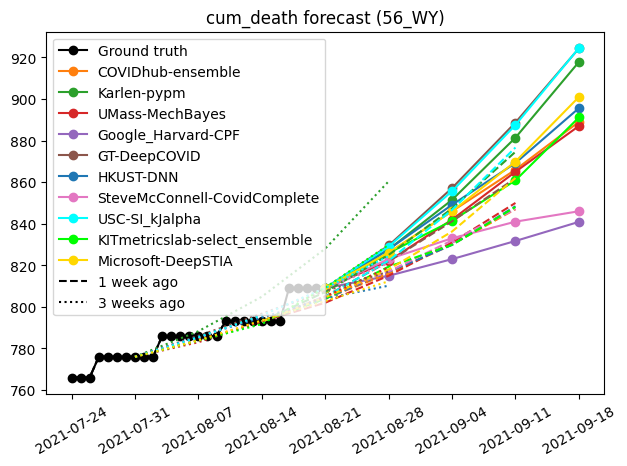 cum_death forecast (56_WY)
920
900
880
860
840
820
800
780
760
Ground truth
COVIDhub-ensemble
Karlen-pypm
UMass-MechBayes
Google_Harvard-CPF
GT-DeepCOVID
HKUST-DNN
SteveMcConnell-CovidComplete
USC-SI_kJalpha
KITmetricslab-select_ensemble
Microsoft-DeepSTIA
1 week ago
3 weeks ago
2021-07-24
2021-07-31
2021-08-07
2021-08-14
2021-08-21
2021-08-28
2021-09-04
2021-09-11
2021-09-18